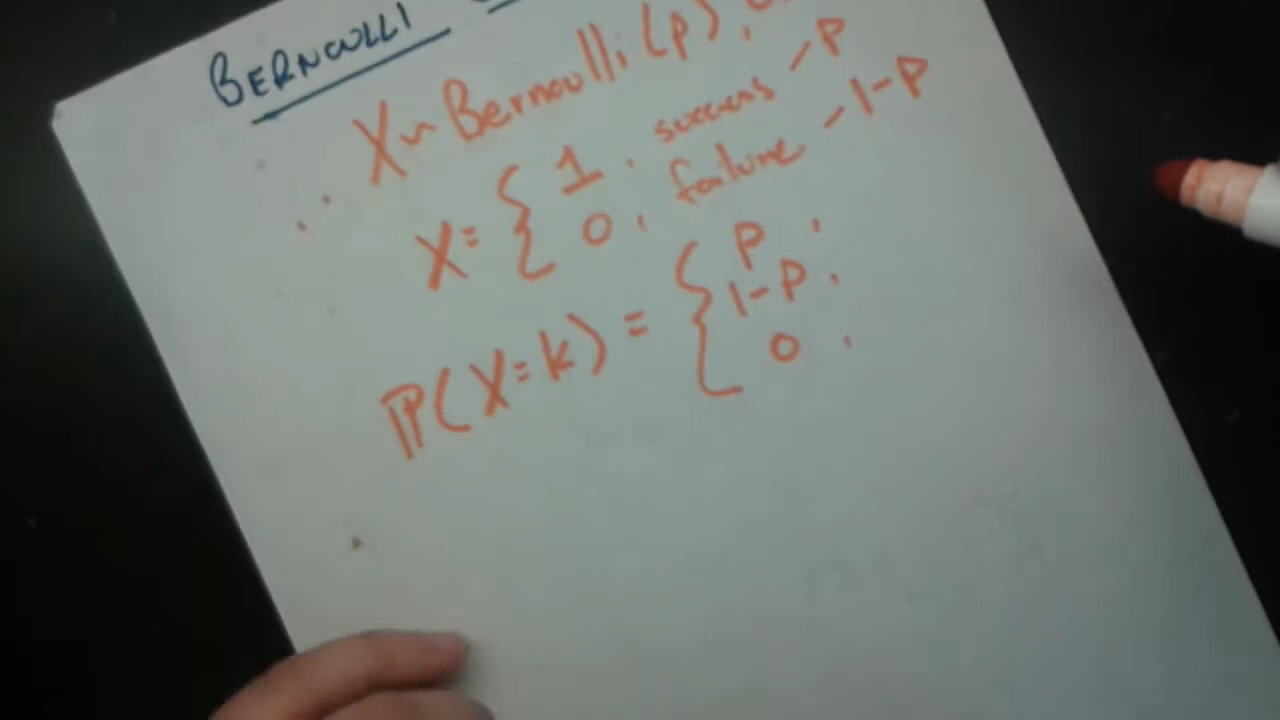 BERNOULLI
X ~ Bernoulli(p),
X = { 1, success - p
0, failure - 1-p
ℙ(X=k) = { p,
1-p,
0,